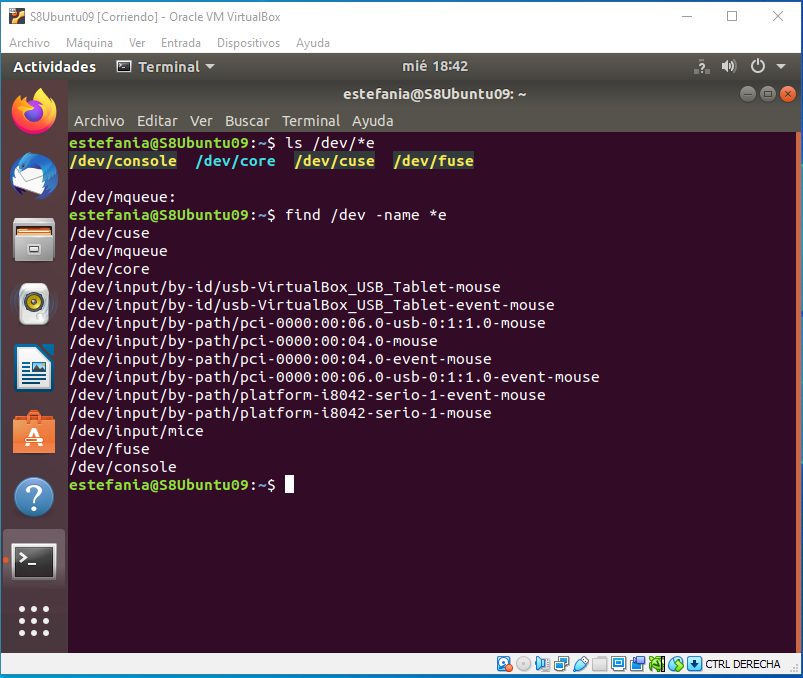 S8Ubuntu09 [Corriendo] - Oracle VM VirtualBox
Archivo Máquina Ver Entrada Dispositivos Ayuda
Actividades Terminal mié 18:42
estefania@S8Ubuntu09: ~
Archivo Editar Ver Buscar Terminal Ayuda
estefania@S8Ubuntu09:~$ ls /dev/*e
/dev/console /dev/core /dev/cuse /dev/fuse
/dev/mqueue:
estefania@S8Ubuntu09:~$ find /dev -name *e
/dev/cuse
/dev/mqueue
/dev/core
/dev/input/by-id/usb-VirtualBox_USB_Tablet-mouse
/dev/input/by-id/usb-VirtualBox_USB_Tablet-event-mouse
/dev/input/by-path/pci-0000:00:06.0-usb-0:1:1.0-mouse
/dev/input/by-path/pci-0000:00:04.0-mouse
/dev/input/by-path/pci-0000:00:04.0-event-mouse
/dev/input/by-path/pci-0000:00:06.0-usb-0:1:1.0-event-mouse
/dev/input/by-path/platform-i8042-serio-1-event-mouse
/dev/input/by-path/platform-i8042-serio-1-mouse
/dev/input/mice
/dev/fuse
/dev/console
estefania@S8Ubuntu09:~$
CTRL DERECHA